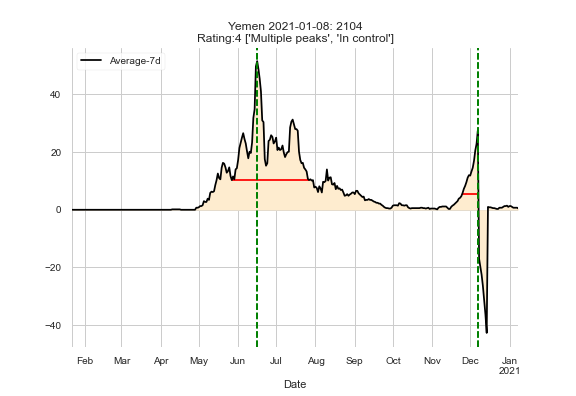 Yemen 2021-01-08: 2104
Rating:4 ['Multiple peaks', 'In control']
Average-7d
40
20
0
−20
−40
Feb Mar Apr May Jun Jul Aug Sep Oct Nov Dec Jan
2021
Date